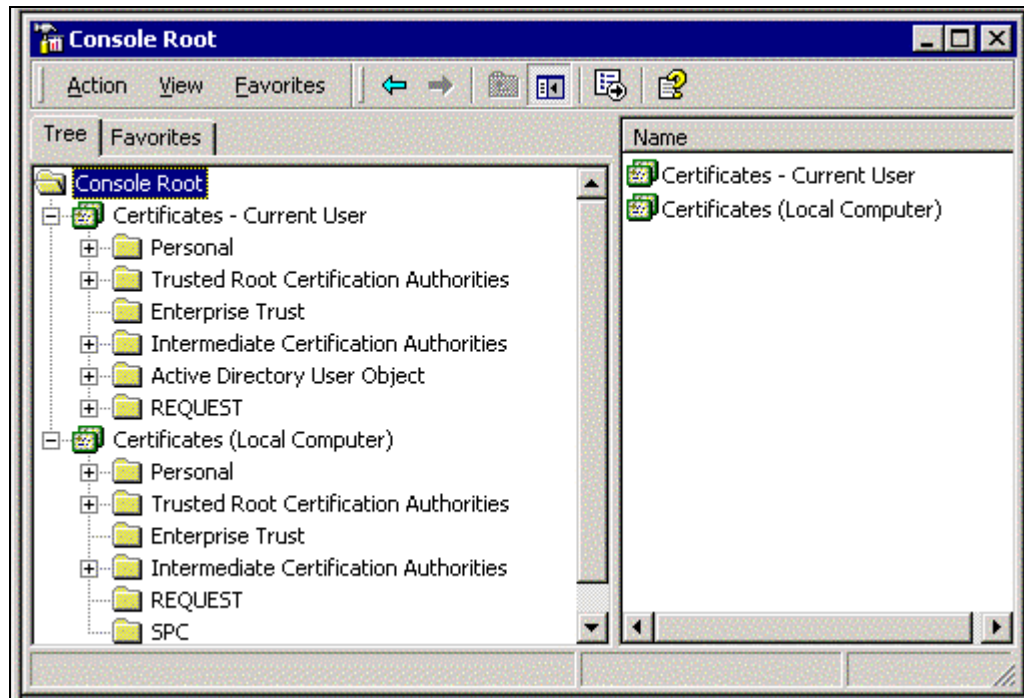 Console Root
Action View Favorites
Tree Favorites
Name
Console Root
Certificates - Current User
Personal
Trusted Root Certification Authorities
Enterprise Trust
Intermediate Certification Authorities
Active Directory User Object
REQUEST
Certificates (Local Computer)
Personal
Trusted Root Certification Authorities
Enterprise Trust
Intermediate Certification Authorities
REQUEST
SPC
Certificates - Current User
Certificates (Local Computer)